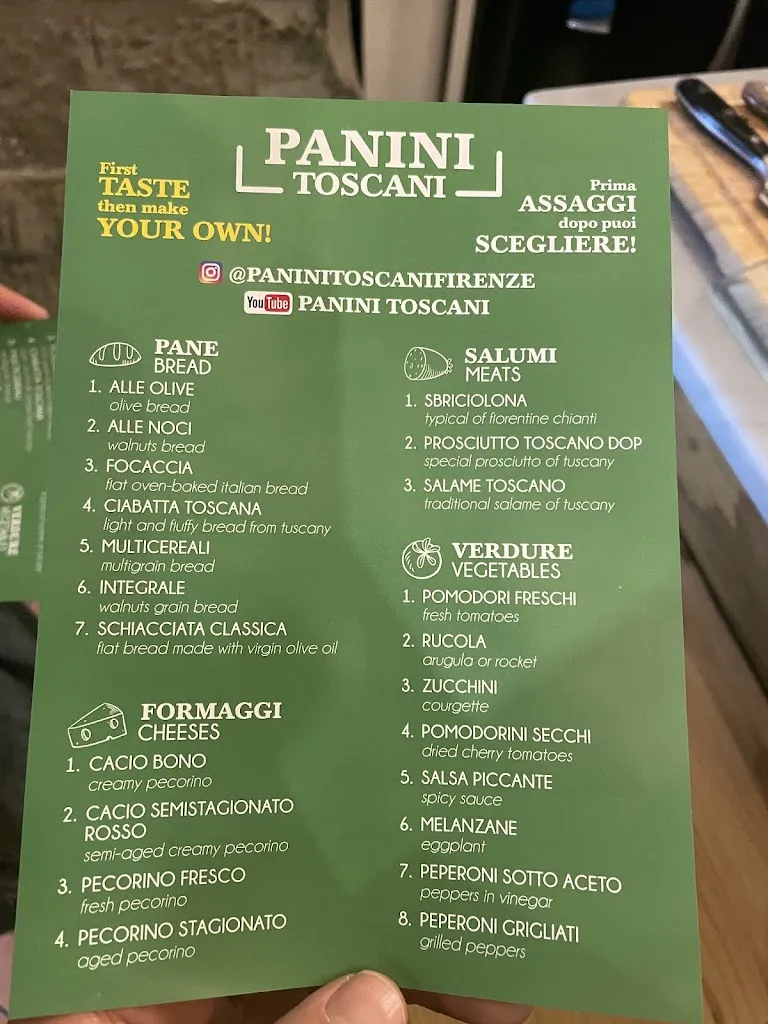 PANINI
TOSCANI
First
TASTE
then make
YOUR OWN!
Prima
ASSAGGI
dopo puoi
SCEGLIERE!
@PANINITOSCANIFIRENZE
YouTube PANINI TOSCANI
PANE
BREAD
1. ALLE OLIVE
olive bread
2. ALLE NOCI
walnuts bread
3. FOCACCIA
flat oven-baked italian bread
4. CIABATTA TOSCANA
light and fluffy bread from tuscany
5. MULTICEREALI
multigrain bread
6. INTEGRALE
walnuts grain bread
7. SCHIACCIATA CLASSICA
flat bread made with virgin olive oil
FORMAGGI
CHEESES
1. CACIO BONO
creamy pecorino
2. CACIO SEMISTAGIONATO
ROSSO
semi-aged creamy pecorino
3. PECORINO FRESCO
fresh pecorino
4. PECORINO STAGIONATO
aged pecorino
SALUMI
MEATS
1. SBRICIOLONA
typical of fiorentine chianti
2. PROSCIUTTO TOSCANO DOP
special prosciutto of tuscany
3. SALAME TOSCANO
traditional salame of tuscany
VERDURE
VEGETABLES
1. POMODORI FRESCHI
fresh tomatoes
2. RUCOLA
arugula or rocket
3. ZUCCHINI
courgette
4. POMODORINI SECCHI
dried cherry tomatoes
5. SALSA PICCANTE
spicy sauce
6. MELANZANE
eggplant
7. PEPERONI SOTTO ACETO
peppers in vinegar
8. PEPERONI GRIGLIATI
grilled peppers